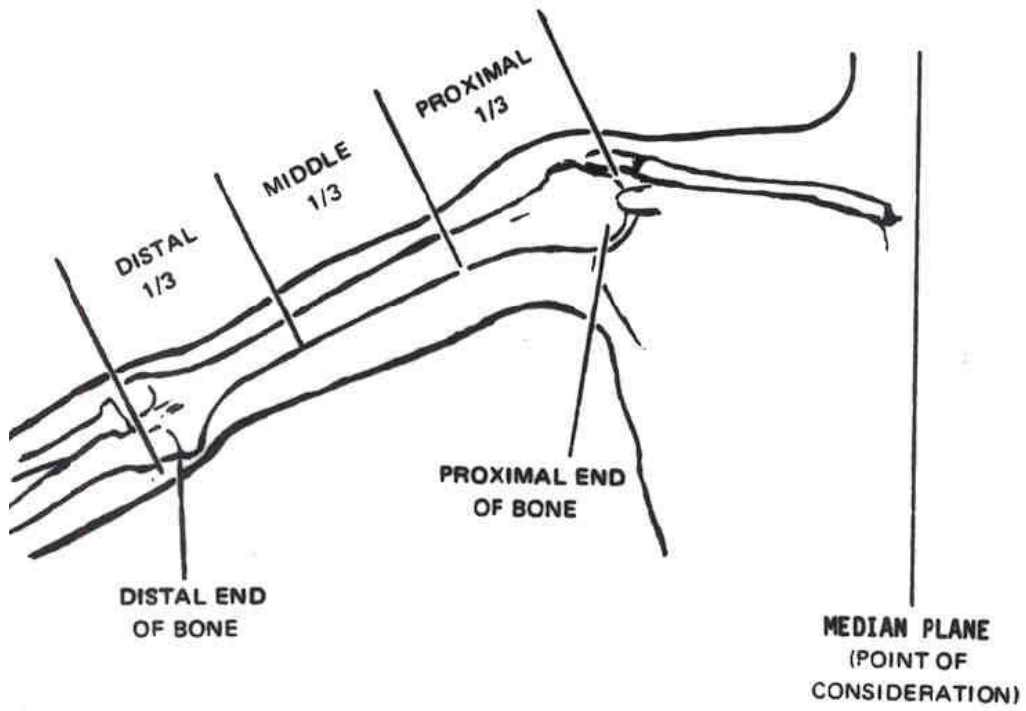 PROXIMAL
1/3
MIDDLE
1/3
DISTAL
1/3
PROXIMAL END
OF BONE
DISTAL END
OF BONE
MEDIAN PLANE
(POINT OF
CONSIDERATION)